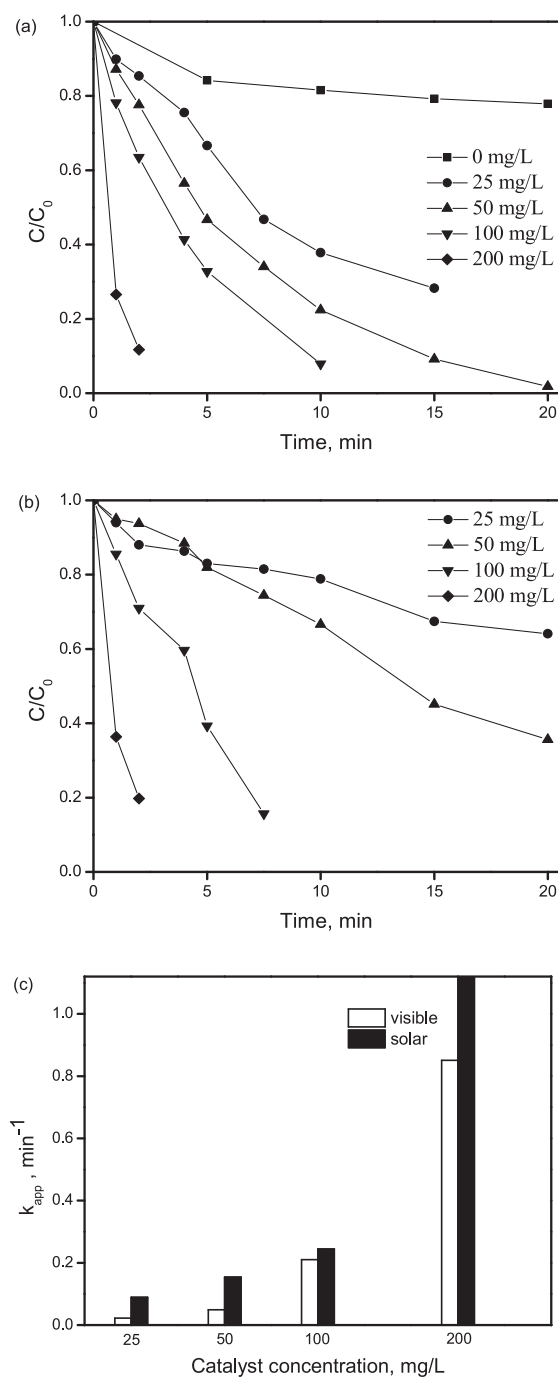 (a)
1.0
0.8
0.6
0.4
0.2
0.0
C/C₀
0 mg/L
25 mg/L
50 mg/L
100 mg/L
200 mg/L
0 5 10 15 20
Time, min
(b)
1.0
0.8
0.6
0.4
0.2
0.0
C/C₀
25 mg/L
50 mg/L
100 mg/L
200 mg/L
0 5 10 15 20
Time, min
(c)
1.0
0.8
0.6
0.4
0.2
0.0
k_app , min⁻¹
visible
solar
25 50 100 200
Catalyst concentration, mg/L